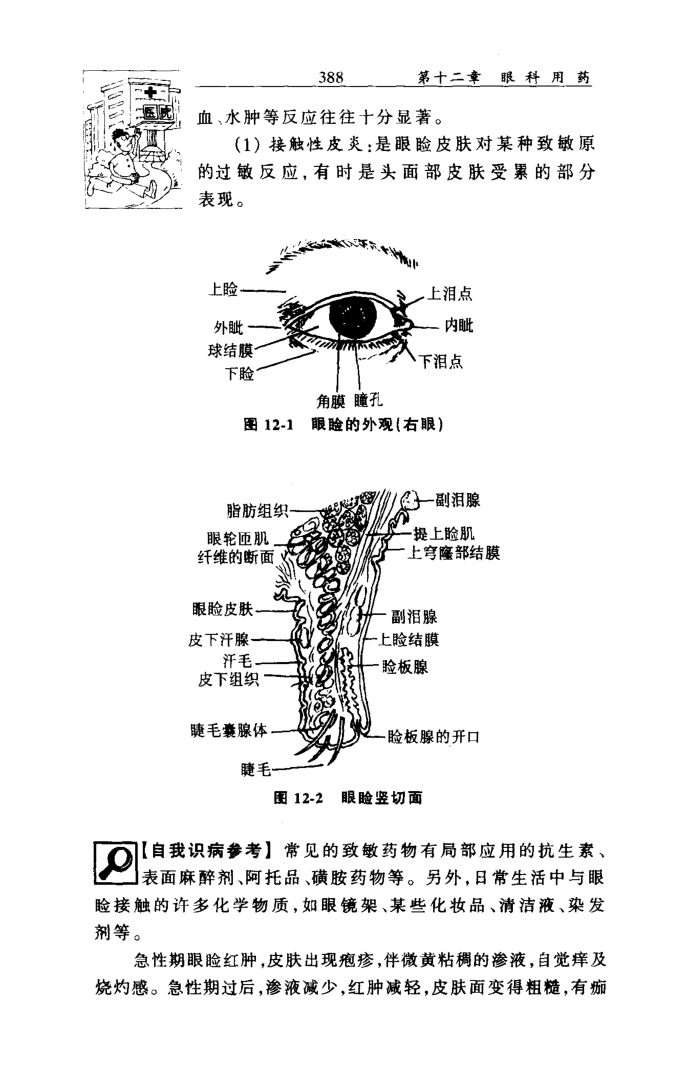 388 第十二章 眼科用药
医院
血、水肿等反应往往十分显著。
(1) 接触性皮炎:是眼睑皮肤对某种致敏原
的过敏反应,有时是头面部皮肤受累的部分
表现。
上睑
上泪点
外眦
内眦
球结膜
下睑
下泪点
角膜 瞳孔
图 12-1 眼睑的外观(右眼)
脂肪组织
副泪腺
眼轮匝肌
纤维的断面
提上睑肌
上穹窿部结膜
眼睑皮肤
副泪腺
皮下汗腺
上睑结膜
汗毛
睑板腺
皮下组织
睫毛囊腺体
睑板腺的开口
睫毛
图 12-2 眼睑竖切面
【自我识病参考】常见的致敏药物有局部应用的抗生素、
表面麻醉剂、阿托品、磺胺药物等。另外,日常生活中与眼
睑接触的许多化学物质,如眼镜架、某些化妆品、清洁液、染发
剂等。
急性期眼睑红肿,皮肤出现疱疹,伴微黄粘稠的渗液,自觉痒及
烧灼感。急性期过后,渗液减少,红肿减轻,皮肤面变得粗糙,有痂